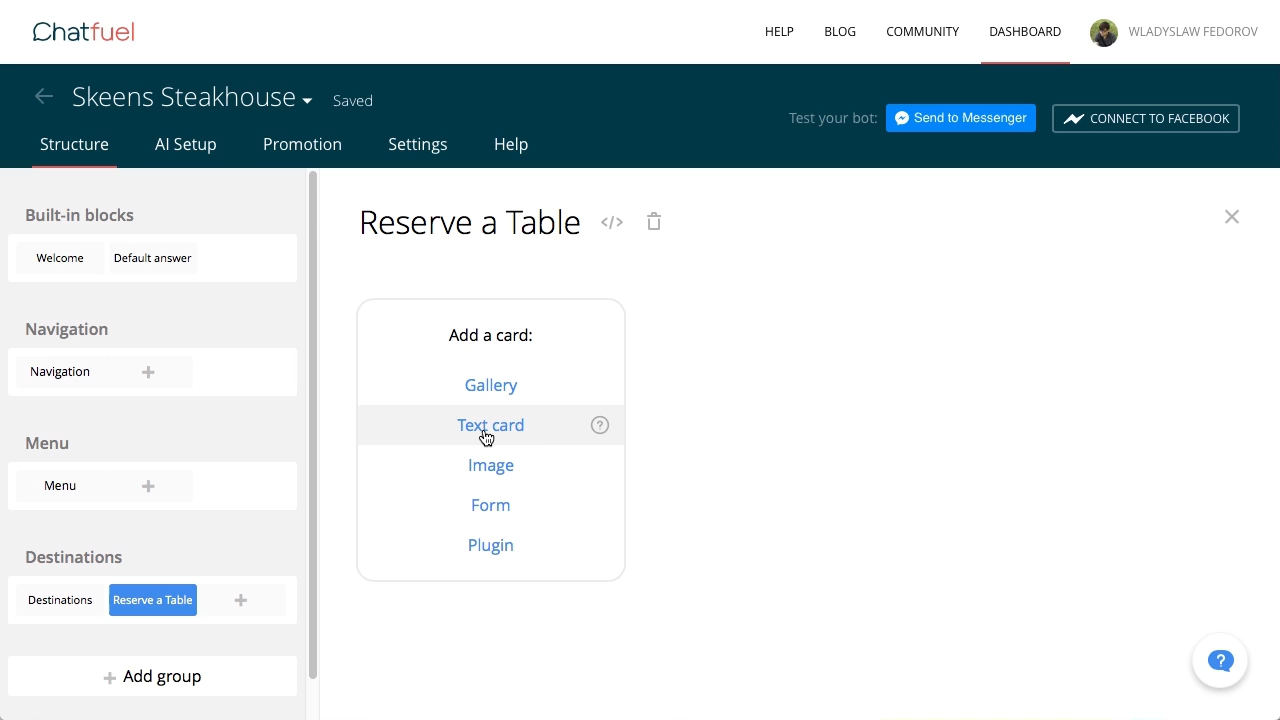 Chatfuel
HELP BLOG COMMUNITY DASHBOARD WLADYSLAW FEDOROV
Skeens Steakhouse Saved
Test your bot: Send to Messenger CONNECT TO FACEBOOK
Structure AI Setup Promotion Settings Help
Built-in blocks
Welcome Default answer
Navigation
Navigation +
Menu
Menu +
Destinations
Destinations Reserve a Table +
+ Add group
Reserve a Table </>
Add a card:
Gallery
Text card ?
Image
Form
Plugin
?